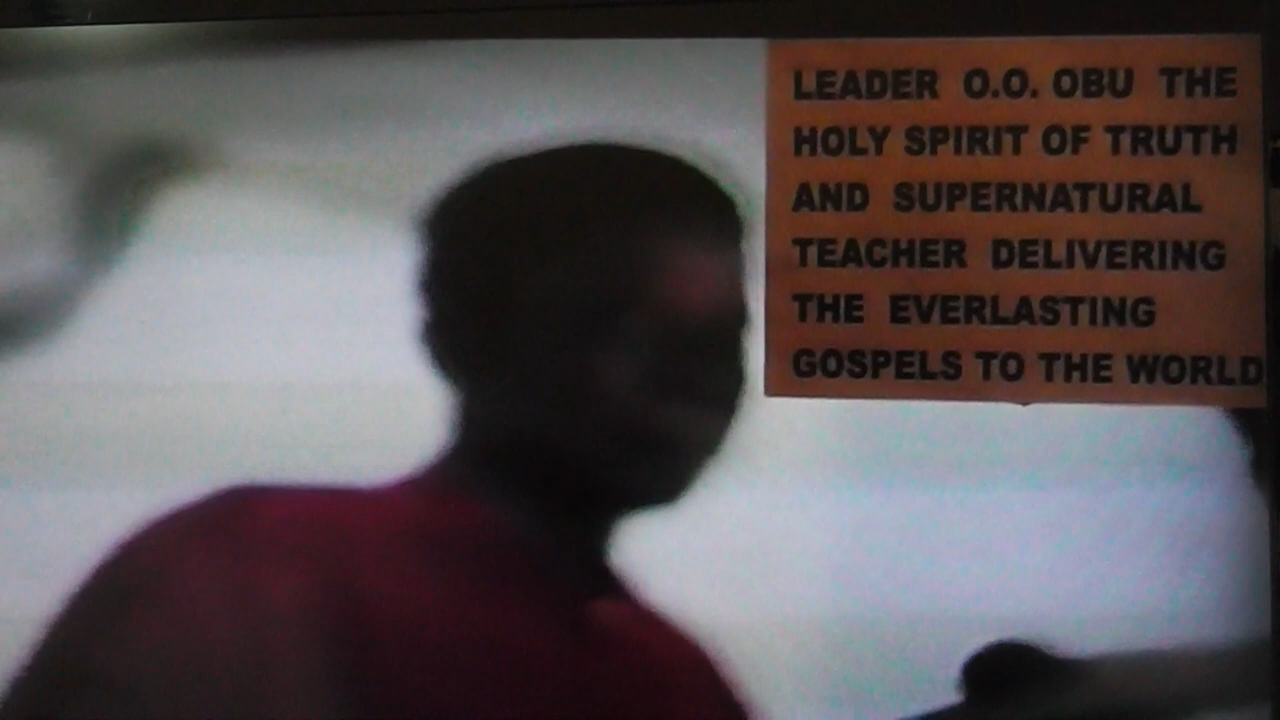 LEADER O.O. OBU THE
HOLY SPIRIT OF TRUTH
AND SUPERNATURAL
TEACHER DELIVERING
THE EVERLASTING
GOSPELS TO THE WORLD